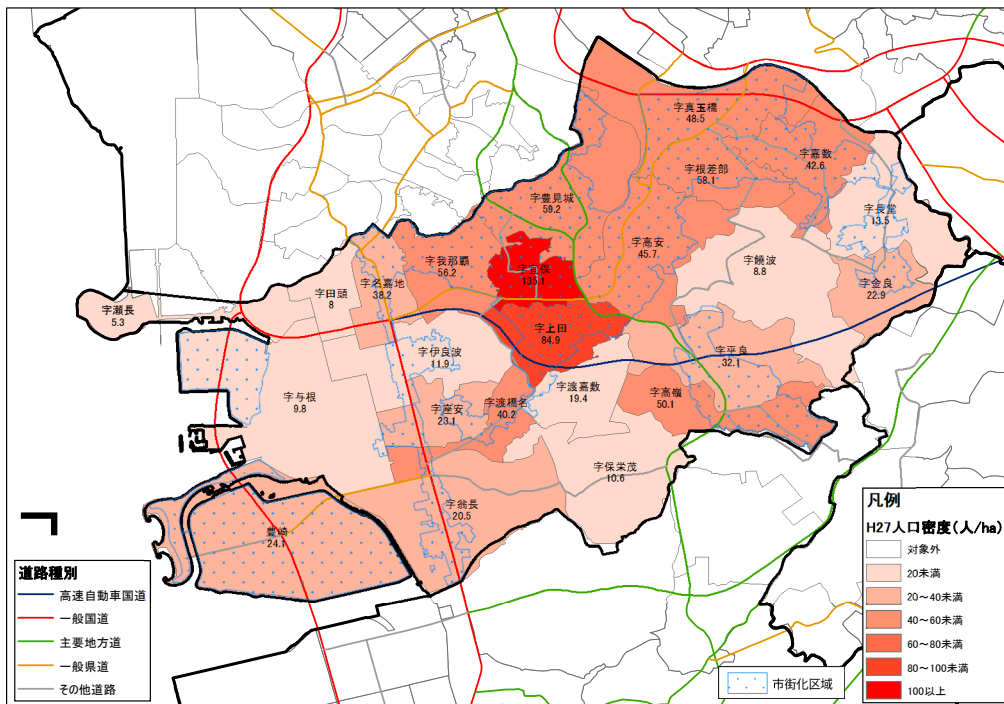 字真玉橋
48.5
字嘉数
42.6
字根差部
58.1
字豊見城
59.2
字長堂
13.5
字高安
45.7
字饒波
8.8
字我那覇
56.2
字宜保
135.1
字名嘉地
38.2
字田頭
8
字金良
22.9
字瀬長
5.3
字上田
84.9
字伊良波
11.9
字平良
32.1
字与根
9.8
字渡嘉数
19.4
字高嶺
50.1
字座安
23.1
字渡橋名
40.2
字保栄茂
10.6
字翁長
20.5
豊崎
24.1
道路種別
高速自動車国道
一般国道
主要地方道
一般県道
その他道路
市街化区域
凡例
H27人口密度(人/ha)
対象外
20未満
20～40未満
40～60未満
60～80未満
80～100未満
100以上